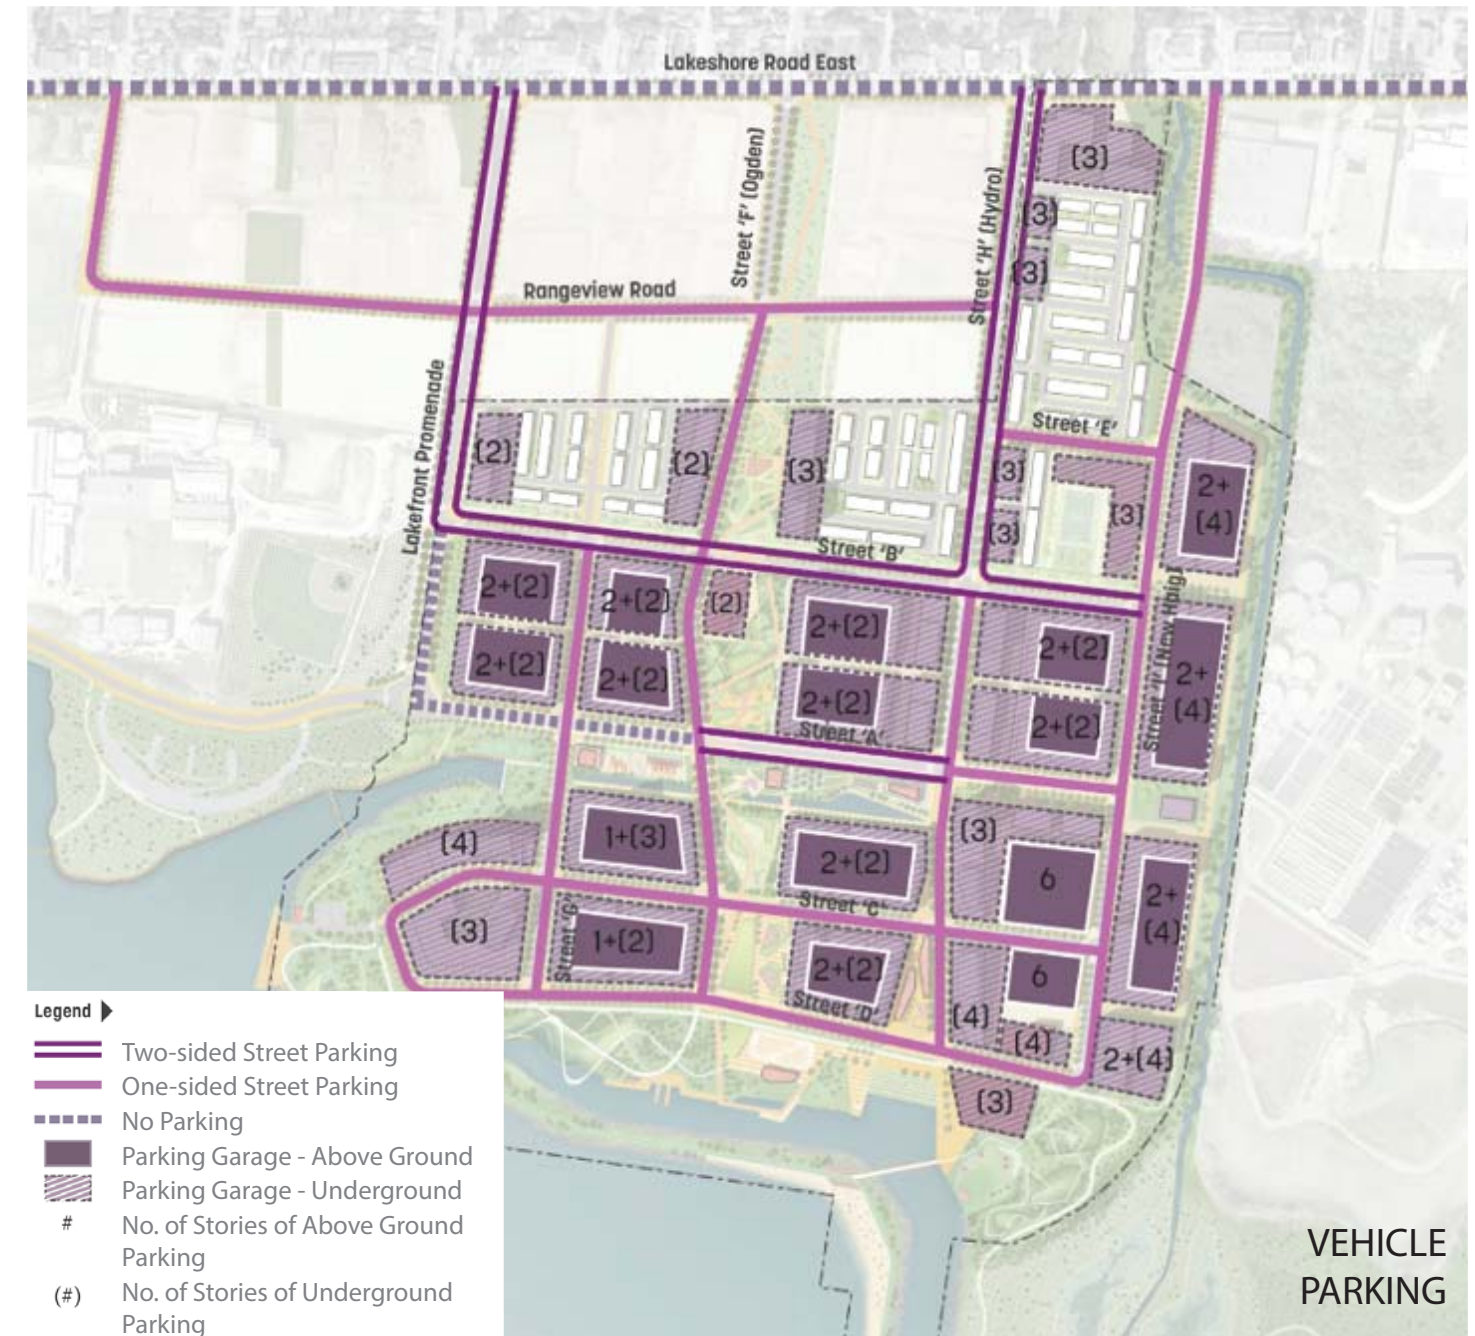 Lakeshore Road East
Street 'F' (Ogden)
Street 'H' (Hydro)
(3)
(3)
(3)
Rangeview Road
Lakefront Promenade
Street 'E'
(2)
(2)
(3)
(3)
(3)
(3)
2+
(4)
Street 'B'
2+(2)
2+(2)
(2)
2+(2)
2+(2)
2+(2)
2+(2)
2+(2)
2+(2)
2+
(4)
Street 'A'
(4)
1+(3)
2+(2)
(3)
6
2+
(4)
Street 'C'
(3)
Street 'G'
1+(2)
2+(2)
6
Street 'D'
(4)
(4)
2+(4)
(3)
Legend
Two-sided Street Parking
One-sided Street Parking
No Parking
Parking Garage - Above Ground
Parking Garage - Underground
# No. of Stories of Above Ground
Parking
(#) No. of Stories of Underground
Parking
VEHICLE
PARKING